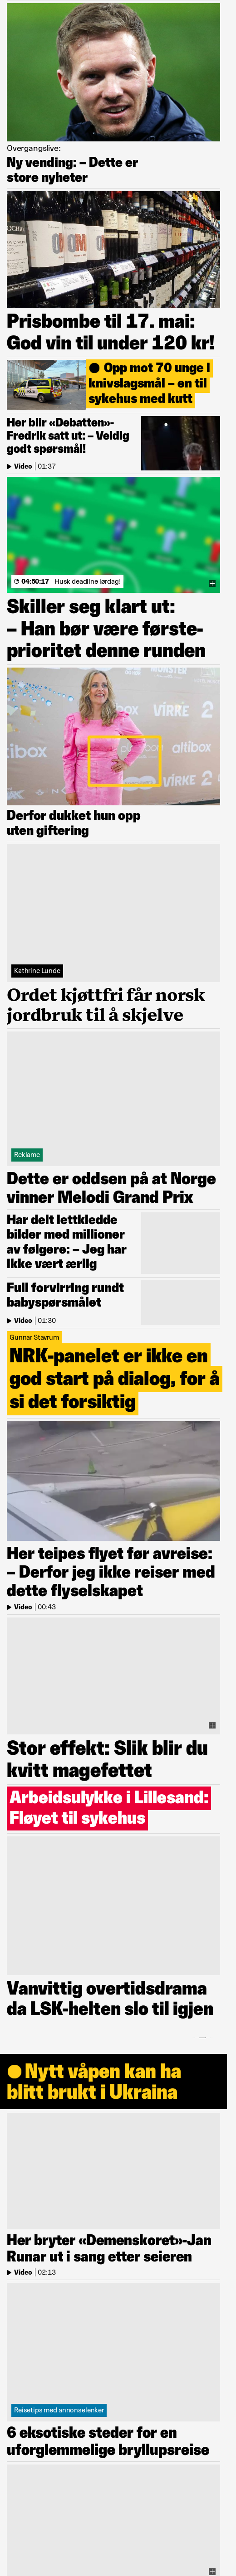 Overgangslive:
Ny vending: – Dette er
store nyheter
Prisbombe til 17. mai:
God vin til under 120 kr!
Opp mot 70 unge i
knivslagsmål – en til
sykehus med kutt
Her blir «Debatten»-
Fredrik satt ut: – Veldig
godt spørsmål!
Video | 01:37
04:50:17 | Husk deadline lørdag!
Skiller seg klart ut:
– Han bør være første-
prioritet denne runden
altibox
VIRKE
Derfor dukket hun opp
uten giftering
Kathrine Lunde
Ordet kjøttfri får norsk
jordbruk til å skjelve
Reklame
Dette er oddsen på at Norge
vinner Melodi Grand Prix
Har delt lettkledde
bilder med millioner
av følgere: – Jeg har
ikke vært ærlig
Full forvirring rundt
babyspørsmålet
Video | 01:30
Gunnar Stavrum
NRK-panelet er ikke en
god start på dialog, for å
si det forsiktig
Her teipes flyet før avreise:
– Derfor jeg ikke reiser med
dette flyselskapet
Video | 00:43
Stor effekt: Slik blir du
kvitt magefettet
Arbeidsulykke i Lillesand:
Fløyet til sykehus
Vanvittig overtidsdrama
da LSK-helten slo til igjen
Nytt våpen kan ha
blitt brukt i Ukraina
Her bryter «Demenskoret»-Jan
Runar ut i sang etter seieren
Video | 02:13
Reisetips med annonselenker
6 eksotiske steder for en
uforglemmelige bryllupsreise